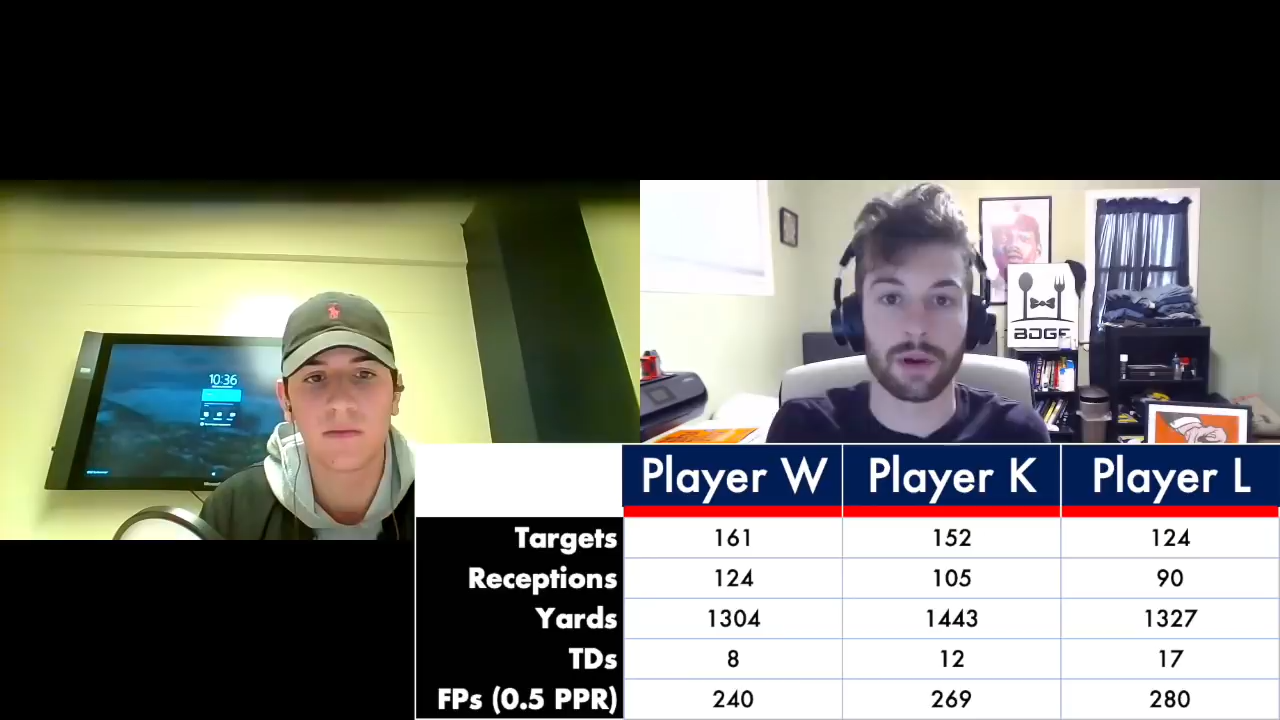 10:36
BDGE
Player W Player K Player L
Targets 161 152 124
Receptions 124 105 90
Yards 1304 1443 1327
TDs 8 12 17
FPs (0.5 PPR) 240 269 280